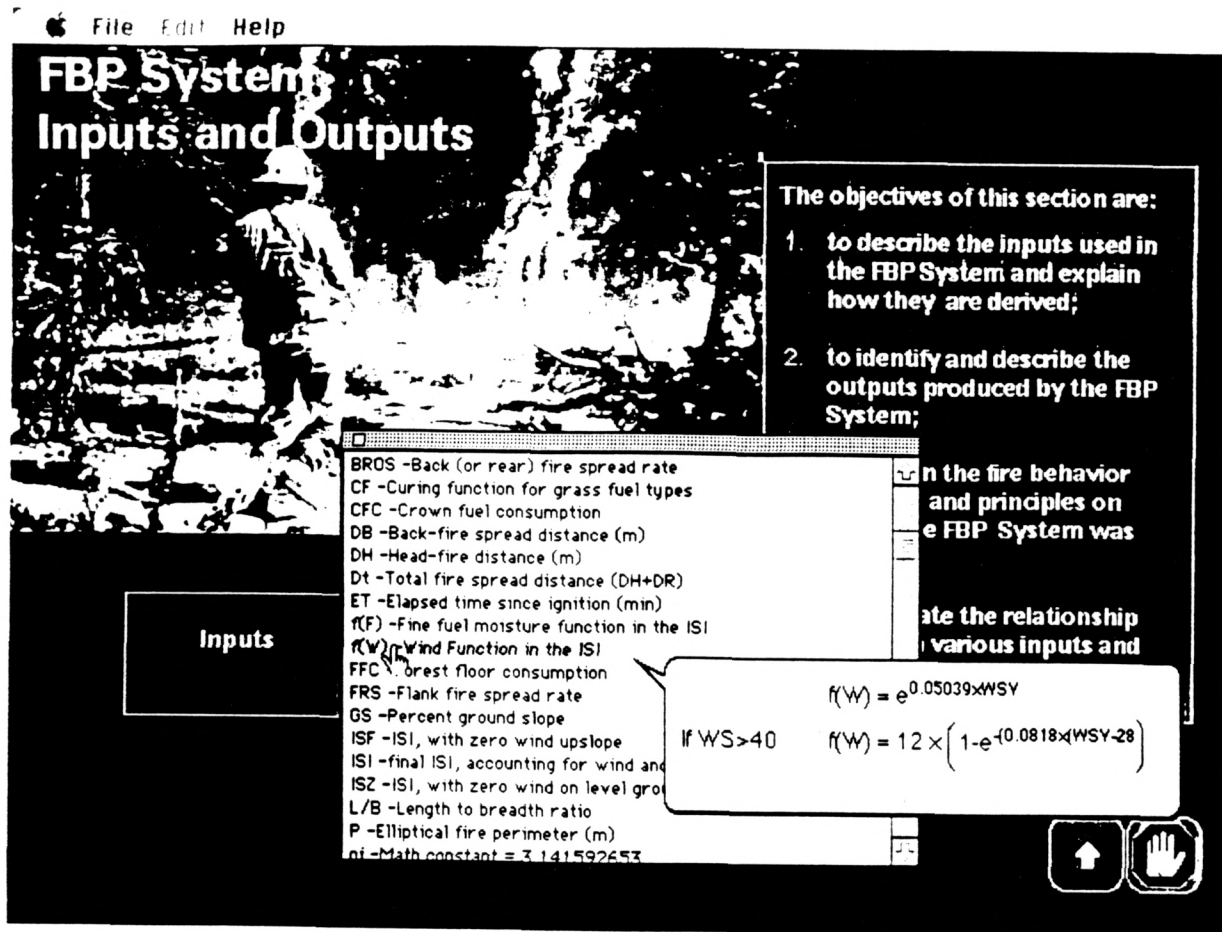 File Edit Help
FBP System
Inputs and Outputs
The objectives of this section are:
1. to describe the inputs used in
the FBP System and explain
how they are derived;
2. to identify and describe the
outputs produced by the FBP
System;
n the fire behavior
and principles on
e FBP System was
ate the relationship
various inputs and
Inputs
BROS -Back (or rear) fire spread rate
CF -Curing function for grass fuel types
CFC -Crown fuel consumption
DB -Back-fire spread distance (m)
DH -Head-fire distance (m)
Dt -Total fire spread distance (DH+DR)
ET -Elapsed time since ignition (min)
f(F) -Fine fuel moisture function in the ISI
f(W) -Wind Function in the ISI
FFC orest floor consumption
FRS -Flank fire spread rate
GS -Percent ground slope
ISF -ISI, with zero wind upslope
ISI -final ISI, accounting for wind and
ISZ -ISI, with zero wind on level grou
L/B -Length to breadth ratio
P -Elliptical fire perimeter (m)
pi -Math constant = 3.141592653
f(W) = e^0.05039×WSV
If WS>40 f(W) = 12 × (1-e^-(0.0818×(WSV-28)